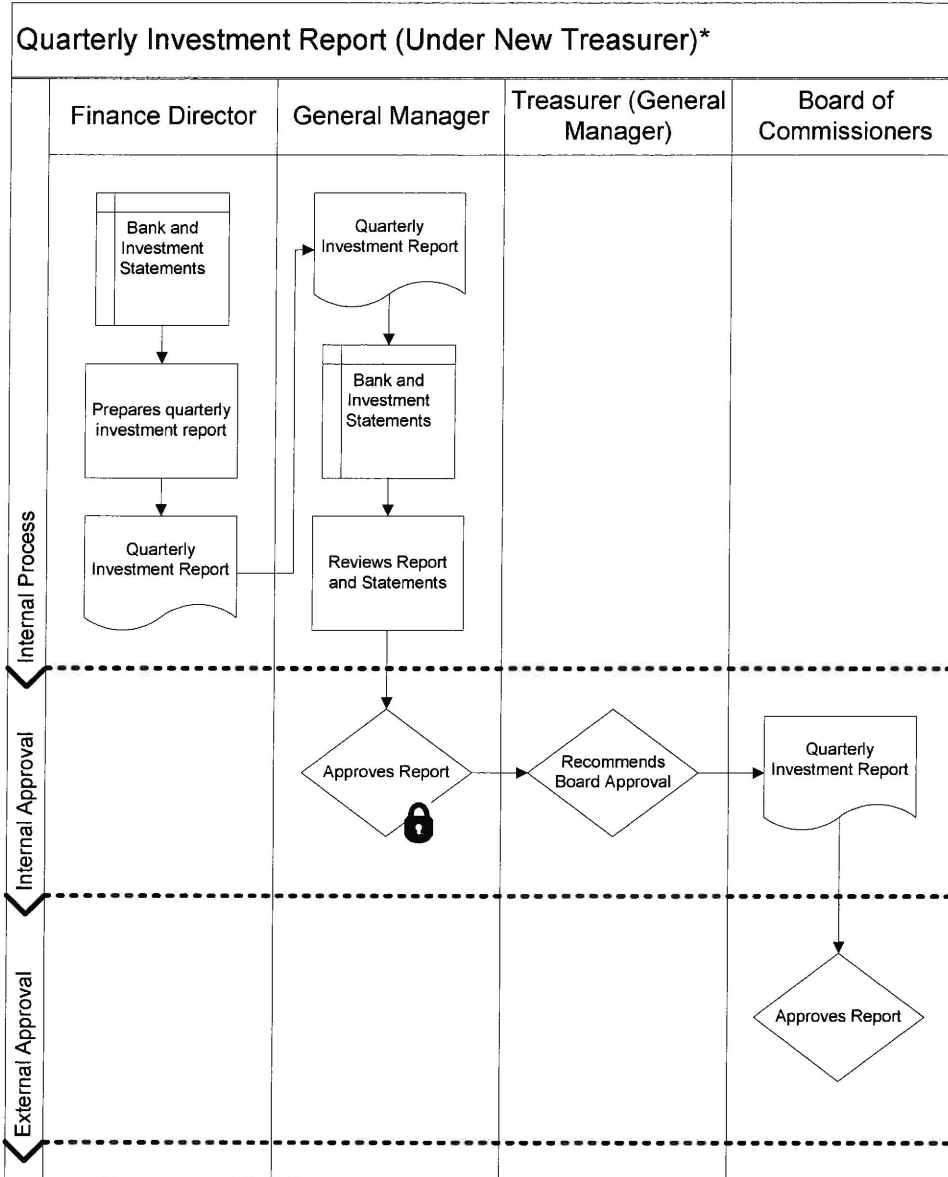 Quarterly Investment Report (Under New Treasurer)*
Finance Director
General Manager
Treasurer (General
Manager)
Board of
Commissioners
Internal Process
Bank and
Investment
Statements
Prepares quarterly
investment report
Quarterly
Investment Report
Quarterly
Investment Report
Bank and
Investment
Statements
Reviews Report
and Statements
Internal Approval
Approves Report
Recommends
Board Approval
Quarterly
Investment Report
External Approval
Approves Report